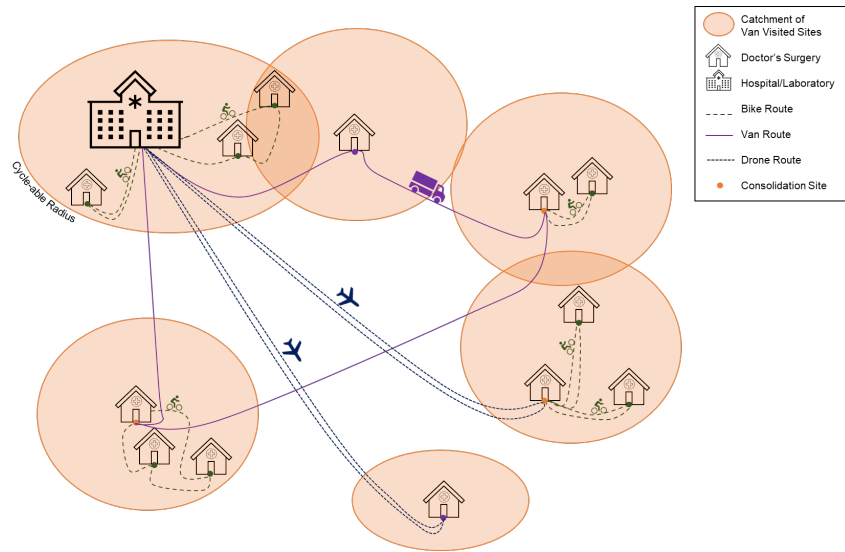 Catchment of
Van Visited Sites
Doctor's Surgery
Hospital/Laboratory
Bike Route
Van Route
Drone Route
Consolidation Site
Cycle-able Radius